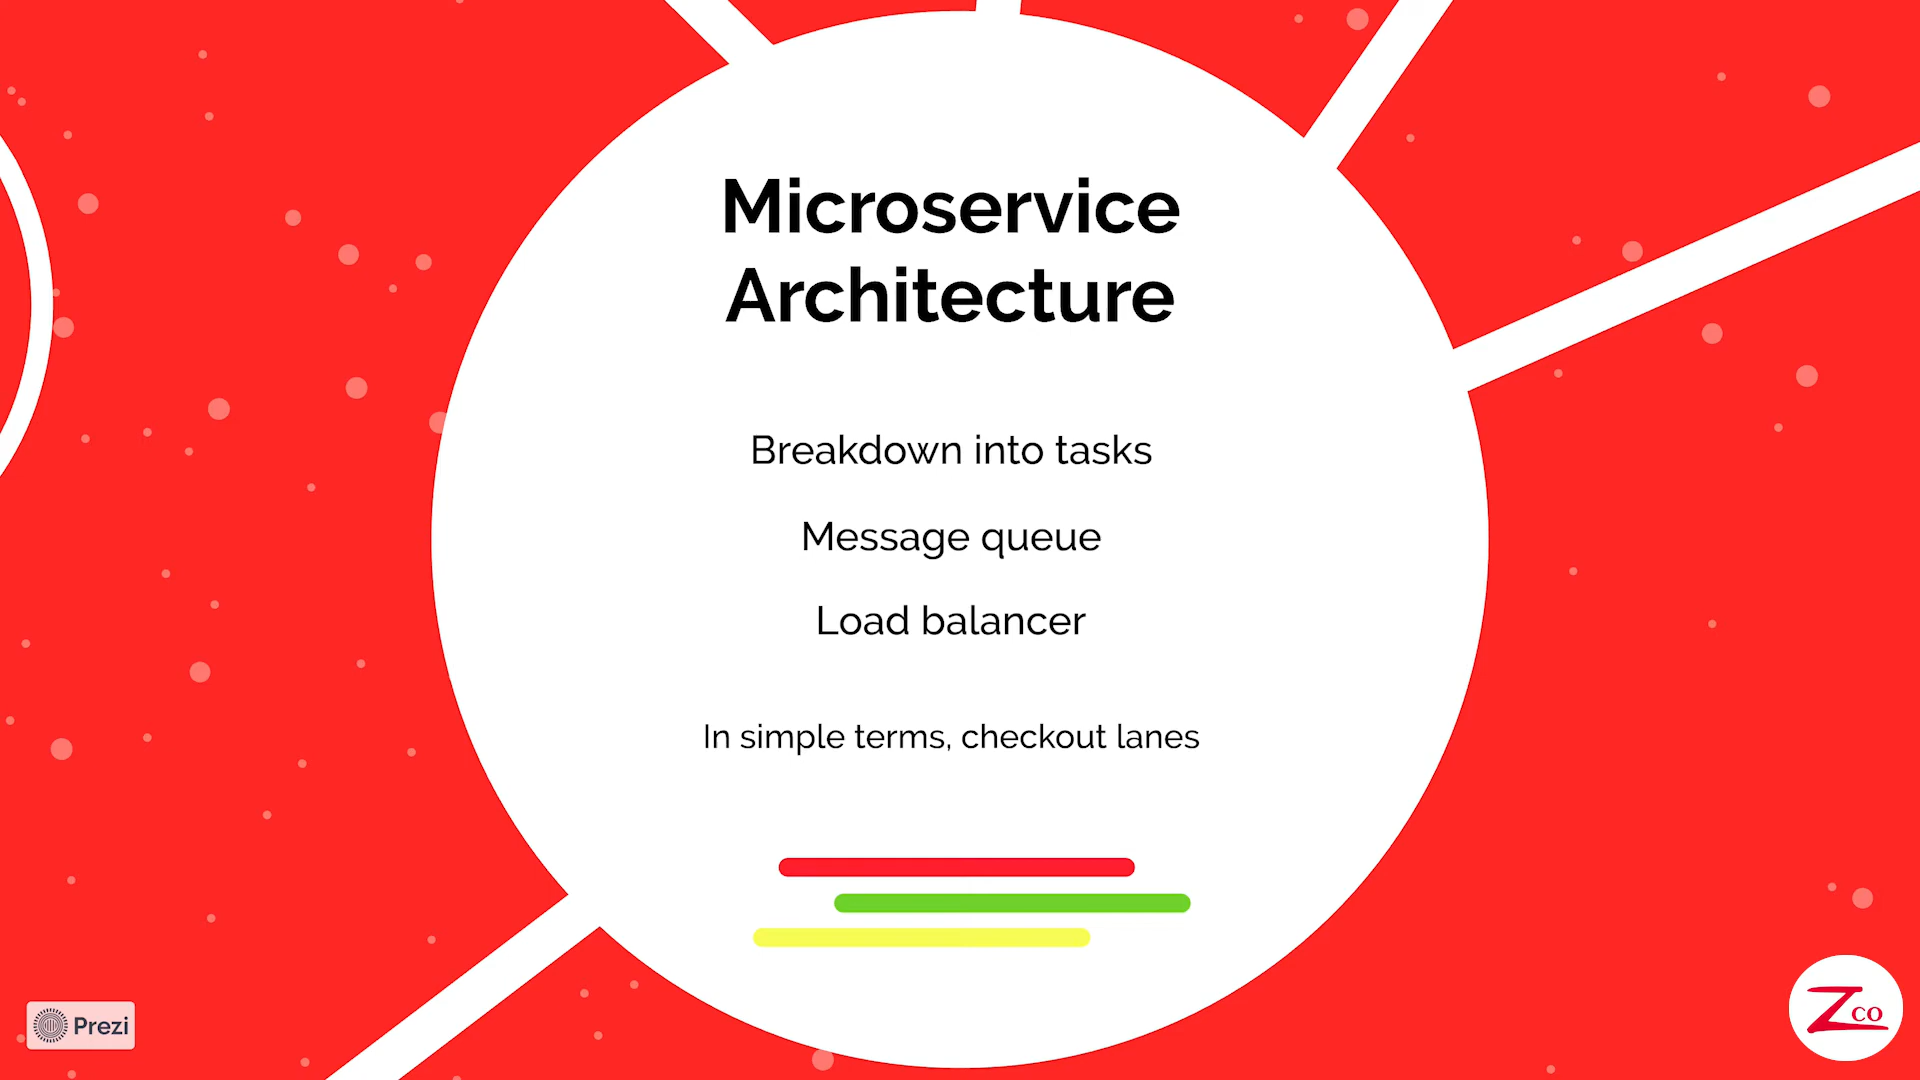 Microservice
Architecture
Breakdown into tasks
Message queue
Load balancer
In simple terms, checkout lanes
Prezi
Zco